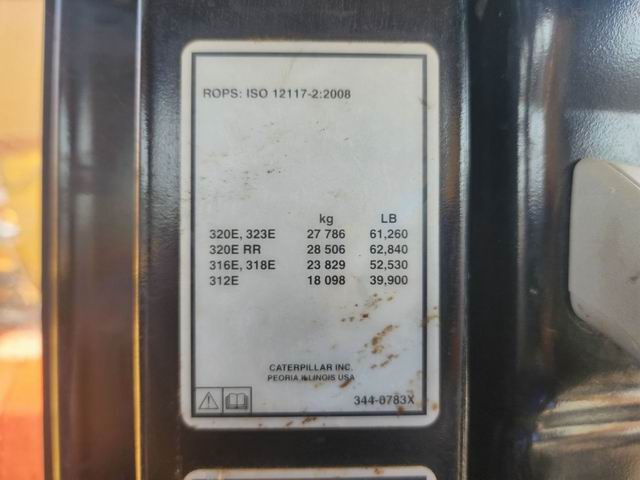 ROPS: ISO 12117-2:2008
kg LB
320E, 323E 27 786 61,260
320E RR 28 506 62,840
316E, 318E 23 829 52,530
312E 18 098 39,900
CATERPILLAR INC.
PEORIA ILLINOIS USA
344-0783X